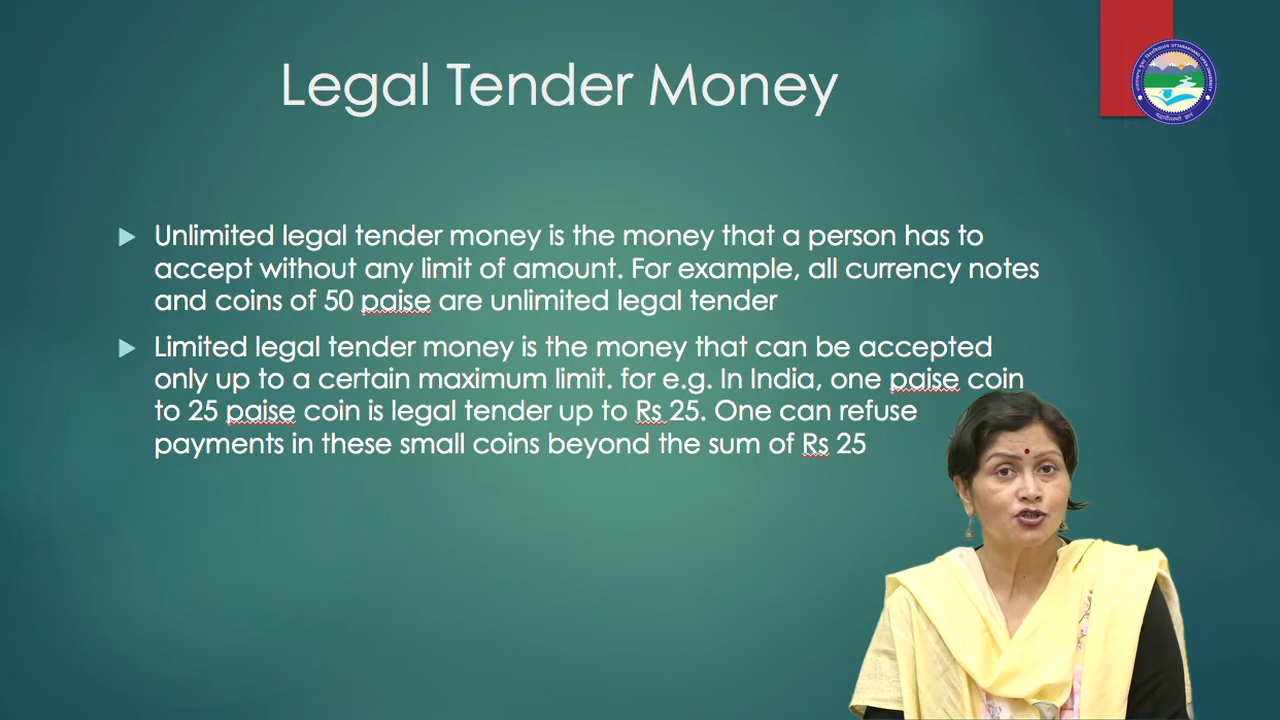 Legal Tender Money
Unlimited legal tender money is the money that a person has to
accept without any limit of amount. For example, all currency notes
and coins of 50 paise are unlimited legal tender
Limited legal tender money is the money that can be accepted
only up to a certain maximum limit. for e.g. In India, one paise coin
to 25 paise coin is legal tender up to Rs 25. One can refuse
payments in these small coins beyond the sum of Rs 25